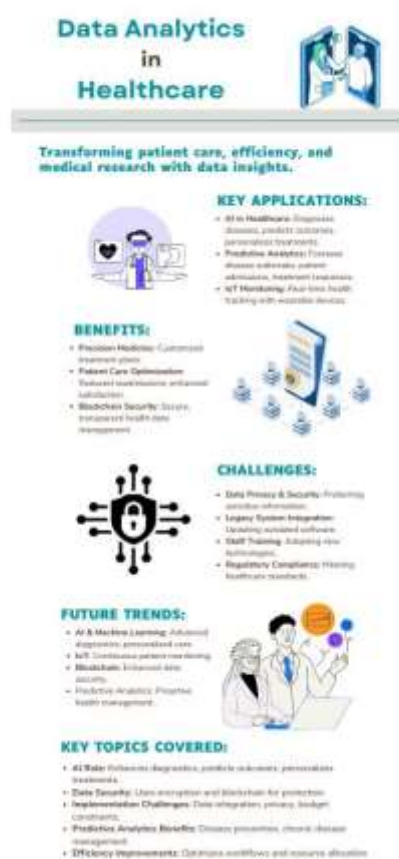 Data Analytics
in
Healthcare
Transforming patient care, efficiency, and
medical research with data insights.
KEY APPLICATIONS:
• AI in Healthcare: Diagnoses
diseases, predicts outcomes,
personalizes treatments.
• Predictive Analytics: Forecasts
disease outbreaks, patient
admissions, treatment responses.
• IoT Monitoring: Real-time health
tracking with wearable devices.
BENEFITS:
• Precision Medicine: Customized
treatment plans
• Patient Care Optimization:
Reduced readmissions, enhanced
satisfaction
• Blockchain Security: Secure,
transparent health data
management
CHALLENGES:
• Data Privacy & Security: Protecting
sensitive information.
• Legacy System Integration:
Updating outdated software.
• Staff Training: Adopting new
technologies.
• Regulatory Compliance: Meeting
healthcare standards.
FUTURE TRENDS:
• AI & Machine Learning: Advanced
diagnostics, personalized care.
• IoT: Continuous patient monitoring.
• Blockchain: Enhanced data
security.
• Predictive Analytics: Proactive
health management.
KEY TOPICS COVERED:
• AI Role: Enhances diagnostics, predicts outcomes, personalizes
treatments.
• Data Security: Uses encryption and blockchain for protection
• Implementation Challenges: Data integration, privacy, budget
constraints.
• Predictive Analytics Benefits: Disease prevention, chronic disease
management
• Efficiency Improvements: Optimizes workflows and resource allocation